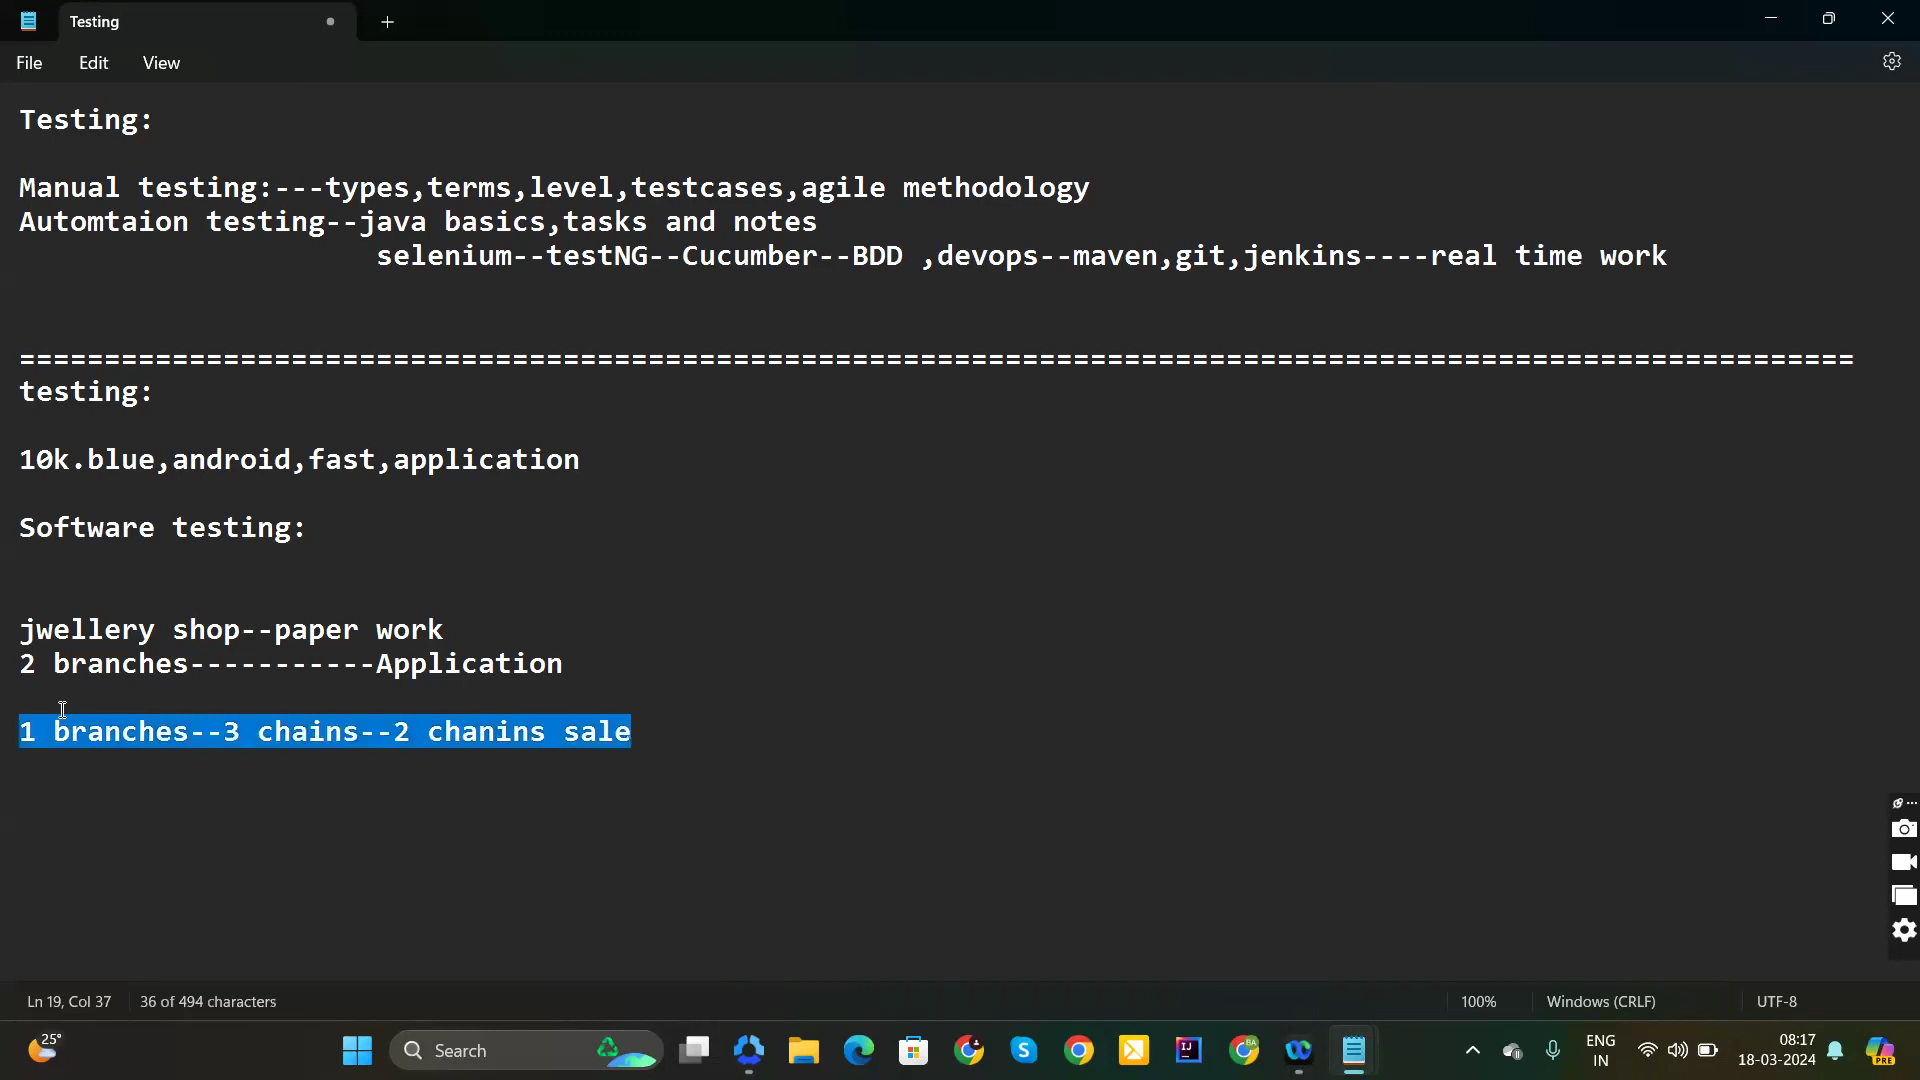 Testing
File Edit View
Testing:
Manual testing:---types,terms,level,testcases,agile methodology
Automtaion testing--java basics,tasks and notes
selenium--testNG--Cucumber--BDD ,devops--maven,git,jenkins----real time work
============================================================================================================
testing:
10k.blue,android,fast,application
Software testing:
jwellery shop--paper work
2 branches-----------Application
1 branches--3 chains--2 chanins sale
Ln 19, Col 37 36 of 494 characters 100% Windows (CRLF) UTF-8
25° Search ENG 08:17
IN 18-03-2024
PRE